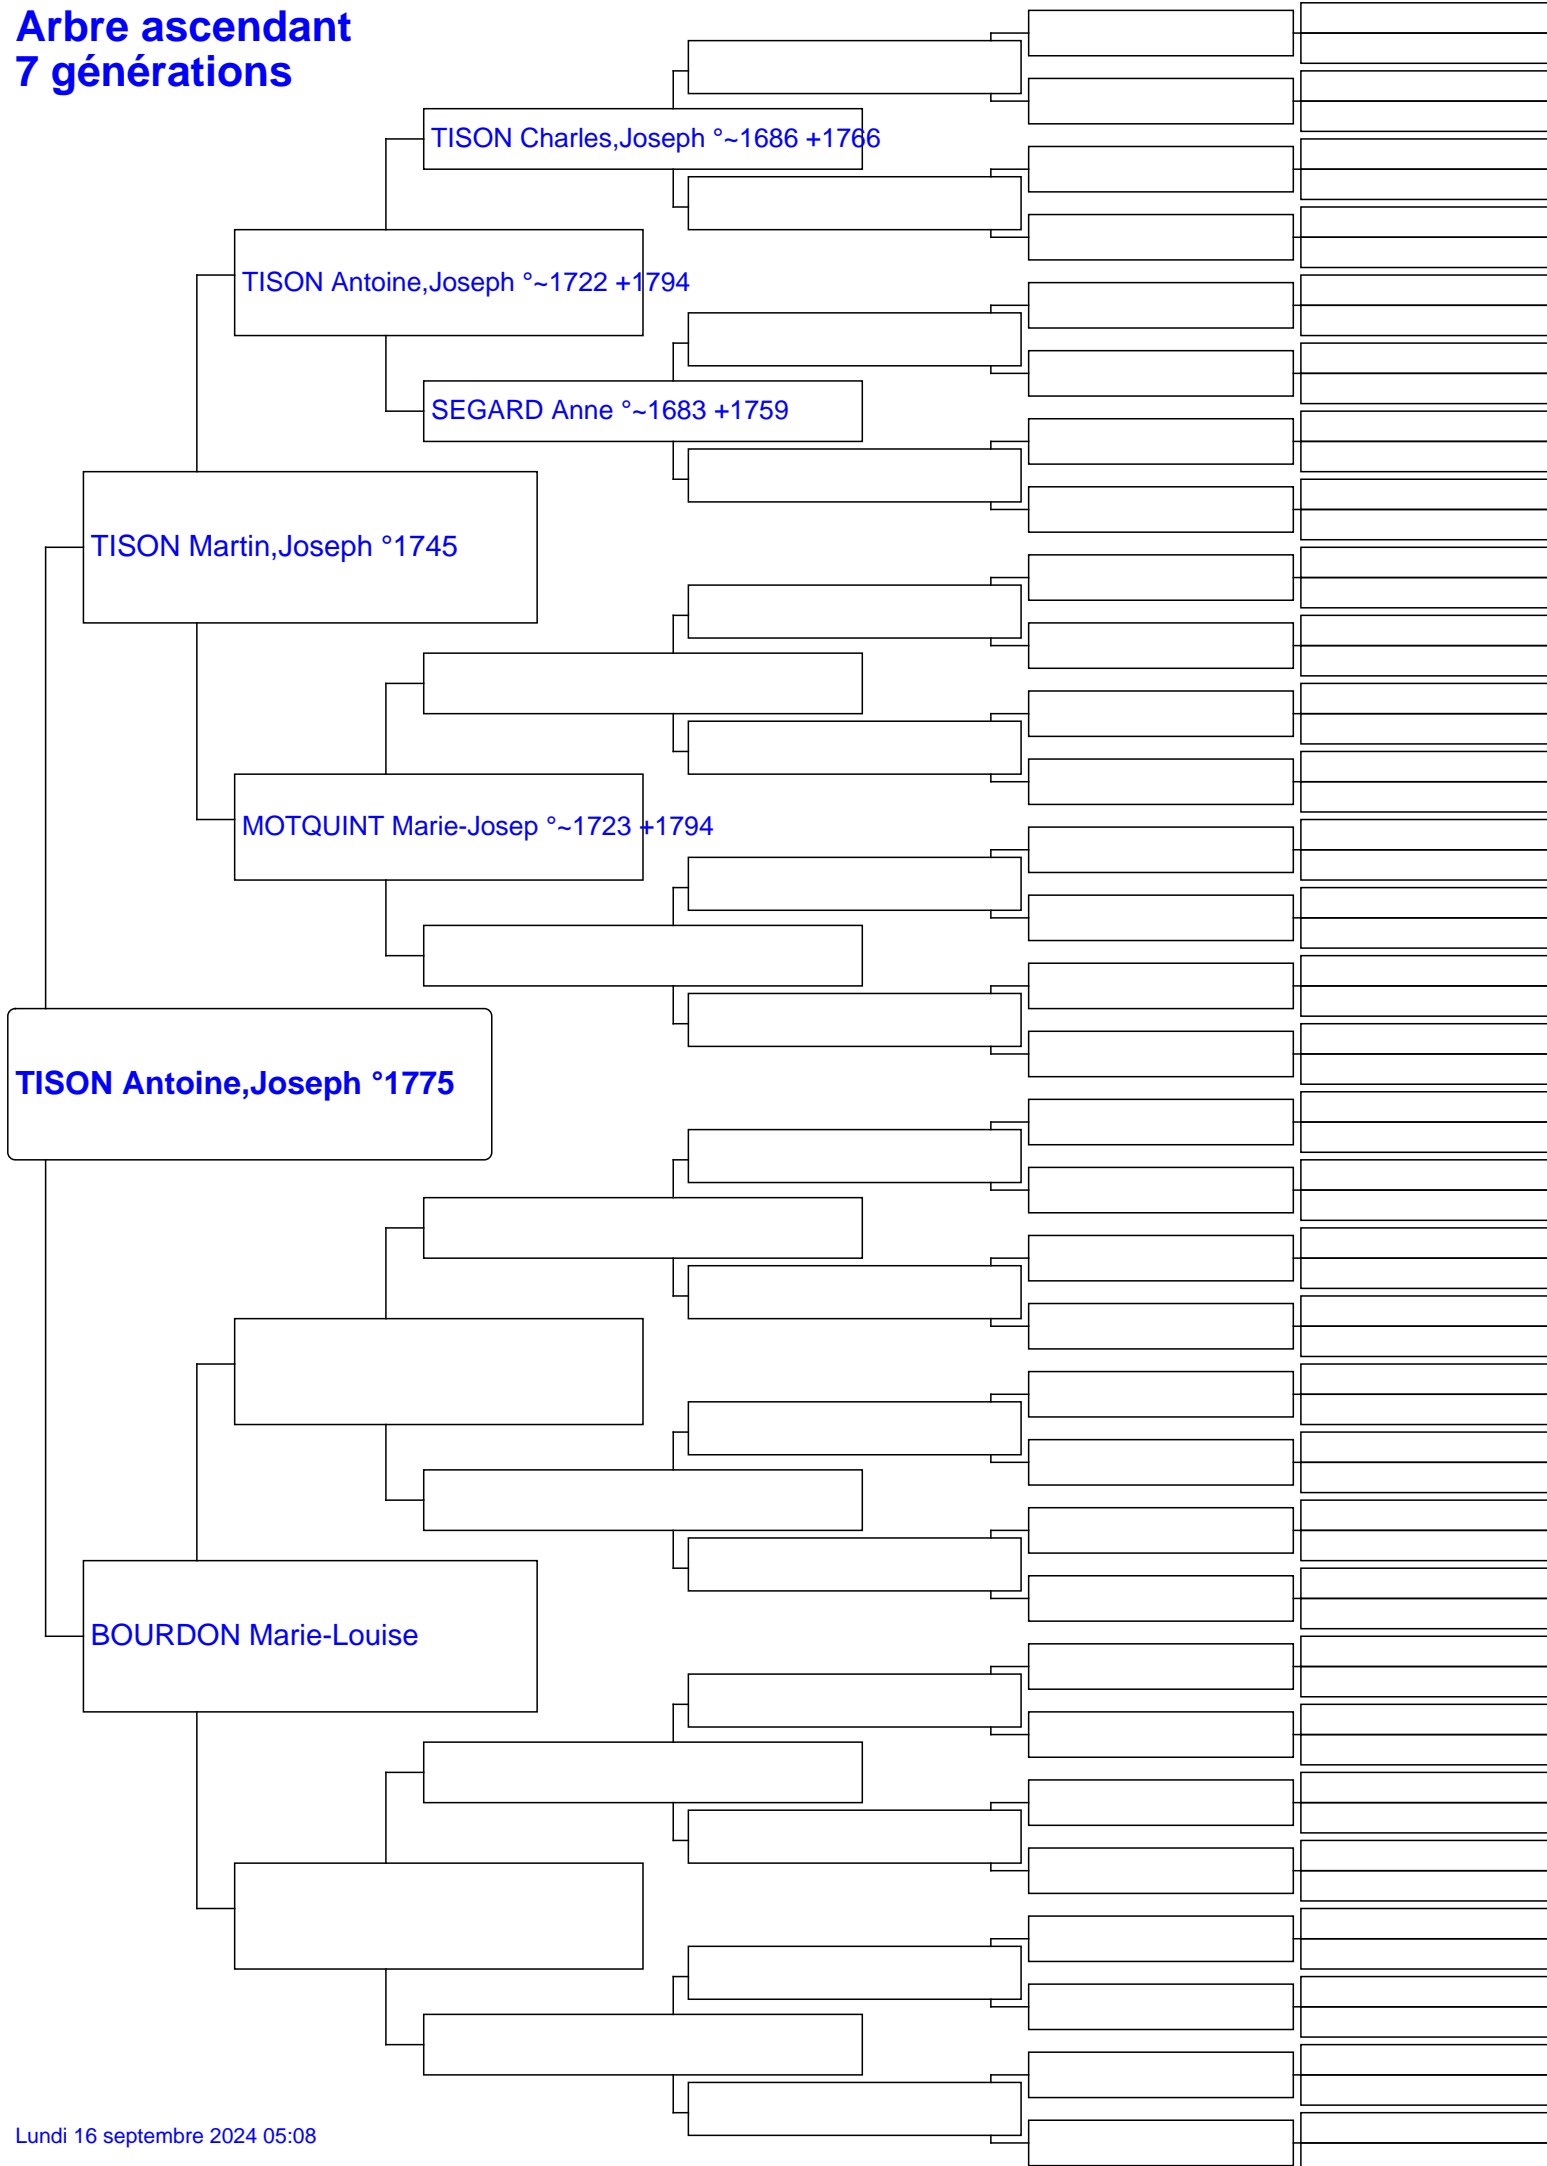 Arbre ascendant
7 générations
TISON Charles,Joseph °~1686 +1766
TISON Antoine,Joseph °~1722 +1794
SEGARD Anne °~1683 +1759
TISON Martin,Joseph °1745
MOTQUINT Marie-Josep °~1723 +1794
TISON Antoine,Joseph °1775
BOURDON Marie-Louise
Lundi 16 septembre 2024 05:08